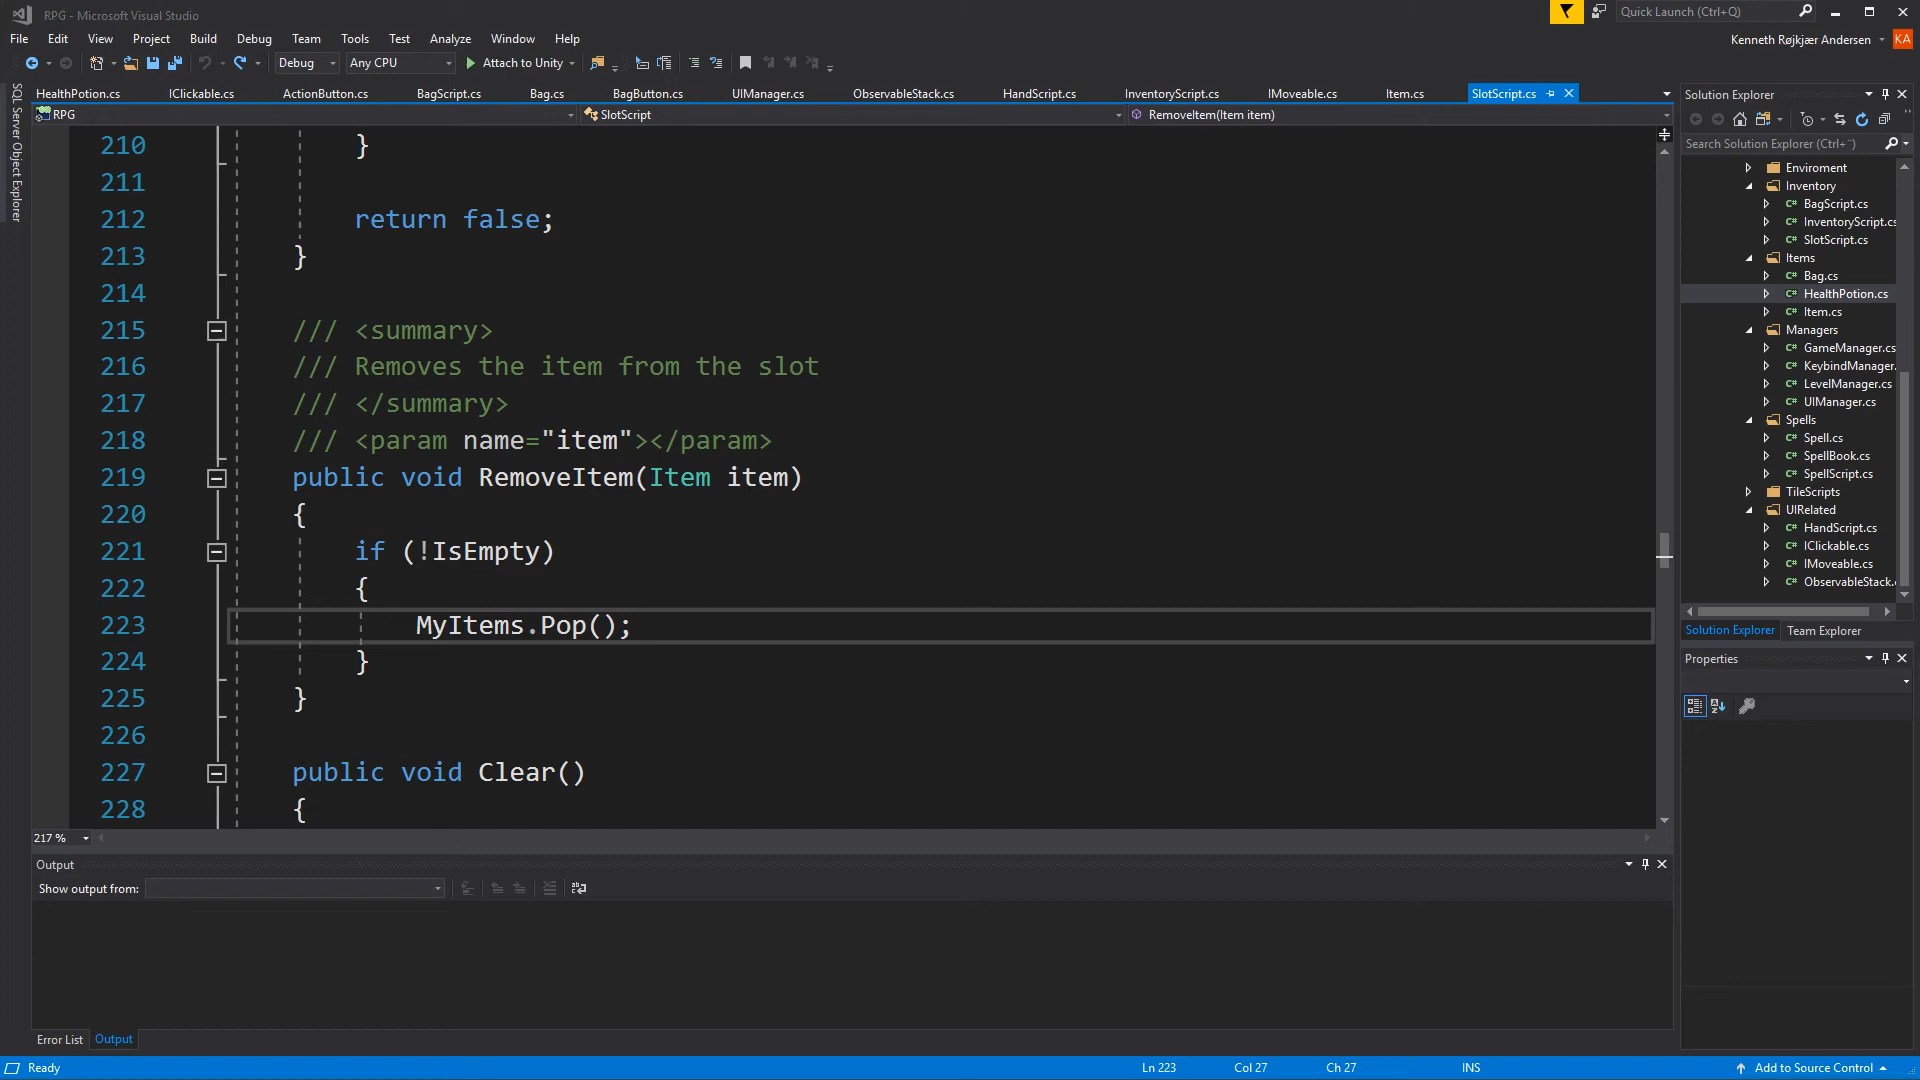 RPG - Microsoft Visual Studio
Quick Launch (Ctrl+Q)
File Edit View Project Build Debug Team Tools Test Analyze Window Help
Kenneth Røjkjær Andersen KA
Debug Any CPU Attach to Unity
SQL Server Object Explorer
HealthPotion.cs IClickable.cs ActionButton.cs BagScript.cs Bag.cs BagButton.cs UIManager.cs ObservableStack.cs HandScript.cs InventoryScript.cs IMoveable.cs Item.cs SlotScript.cs
RPG SlotScript RemoveItem(Item item)
210 }
211
212 return false;
213 }
214
215 /// <summary>
216 /// Removes the item from the slot
217 /// </summary>
218 /// <param name="item"></param>
219 public void RemoveItem(Item item)
220 {
221 if (!IsEmpty)
222 {
223 MyItems.Pop();
224 }
225 }
226
227 public void Clear()
228 {
217 %
Output
Show output from:
Error List Output
Solution Explorer
Search Solution Explorer (Ctrl+¨)
Enviroment
Inventory
C# BagScript.cs
C# InventoryScript.cs
C# SlotScript.cs
Items
C# Bag.cs
C# HealthPotion.cs
C# Item.cs
Managers
C# GameManager.cs
C# KeybindManager.
C# LevelManager.cs
C# UIManager.cs
Spells
C# Spell.cs
C# SpellBook.cs
C# SpellScript.cs
TileScripts
UIRelated
C# HandScript.cs
C# IClickable.cs
C# IMoveable.cs
C# ObservableStack.c
Solution Explorer Team Explorer
Properties
Ready Ln 223 Col 27 Ch 27 INS Add to Source Control